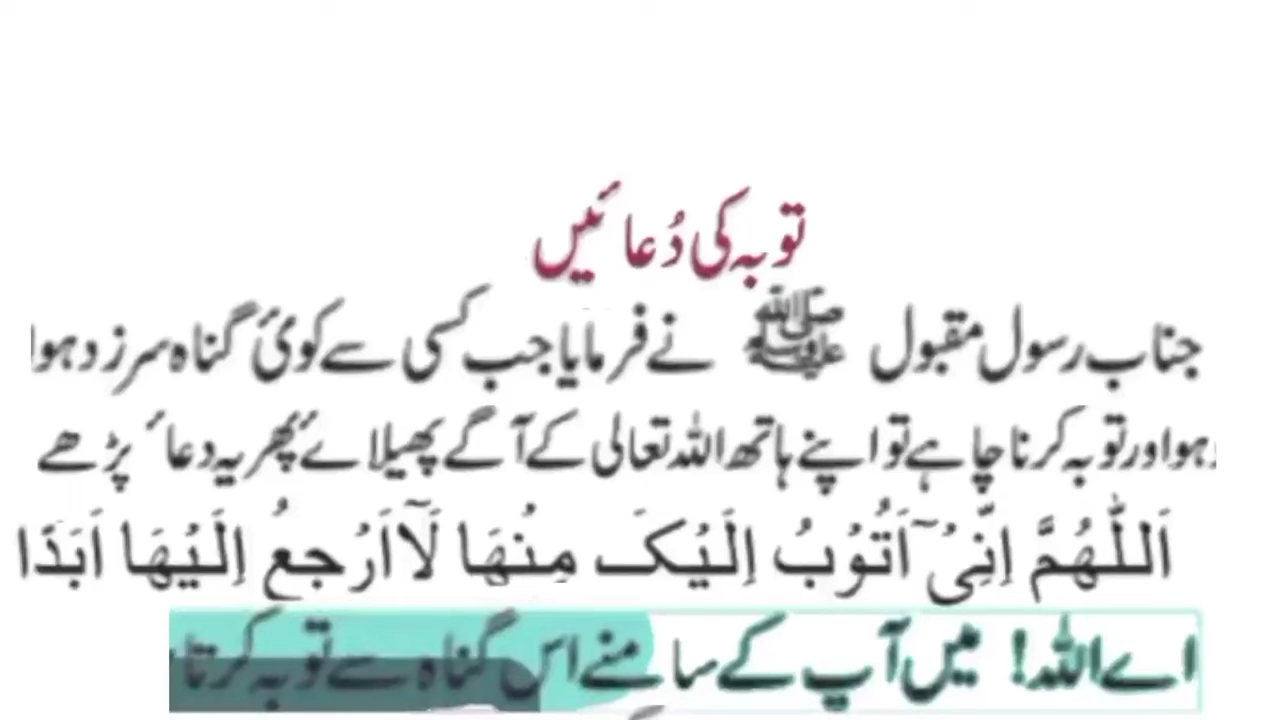 توبہ کی دُعائیں
جناب رسول مقبول ﷺ نے فرمایا جب کسی سے کوئی گناہ سرزد ہوا
ہو اور توبہ کرنا چاہے تو اپنے ہاتھ اللہ تعالی کے آگے پھیلائے پھر یہ دعاء پڑھے
اَللّٰهُمَّ اِنِّیْٓ اَتُوْبُ اِلَیْکَ مِنْهَا لَآ اَرْجِعُ اِلَیْهَا اَبَدًا
اے اللہ! میں آپ کے سامنے اس گناہ سے توبہ کرتا